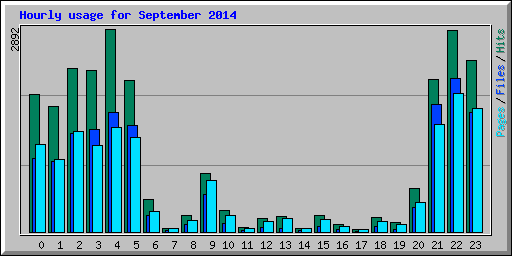 Hourly usage for September 2014
2892
Pages/Files/Hits
0 1 2 3 4 5 6 7 8 9 10 11 12 13 14 15 16 17 18 19 20 21 22 23